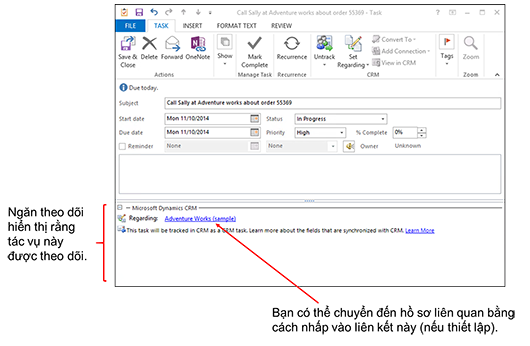 Call Sally at Adventure works about order 55369 - Task
FILE TASK INSERT FORMAT TEXT REVIEW
Save & Close
Delete
Forward
OneNote
Actions
Show
Mark Complete
Manage Task
Recurrence
Recurrence
Untrack
Set Regarding
Convert To
Add Connection
View in CRM
CRM
Tags
Zoom
Zoom
Due today.
Subject Call Sally at Adventure works about order 55369
Start date Mon 11/10/2014 Status In Progress
Due date Mon 11/10/2014 Priority High % Complete 0%
Reminder None None Owner Unknown
Microsoft Dynamics CRM
Regarding: Adventure Works (sample)
This task will be tracked in CRM as a CRM task. Learn more about the fields that are synchronized with CRM. Learn More
Ngăn theo dõi
hiển thị rằng
tác vụ này
được theo dõi.
Bạn có thể chuyển đến hồ sơ liên quan bằng
cách nhấp vào liên kết này (nếu thiết lập).